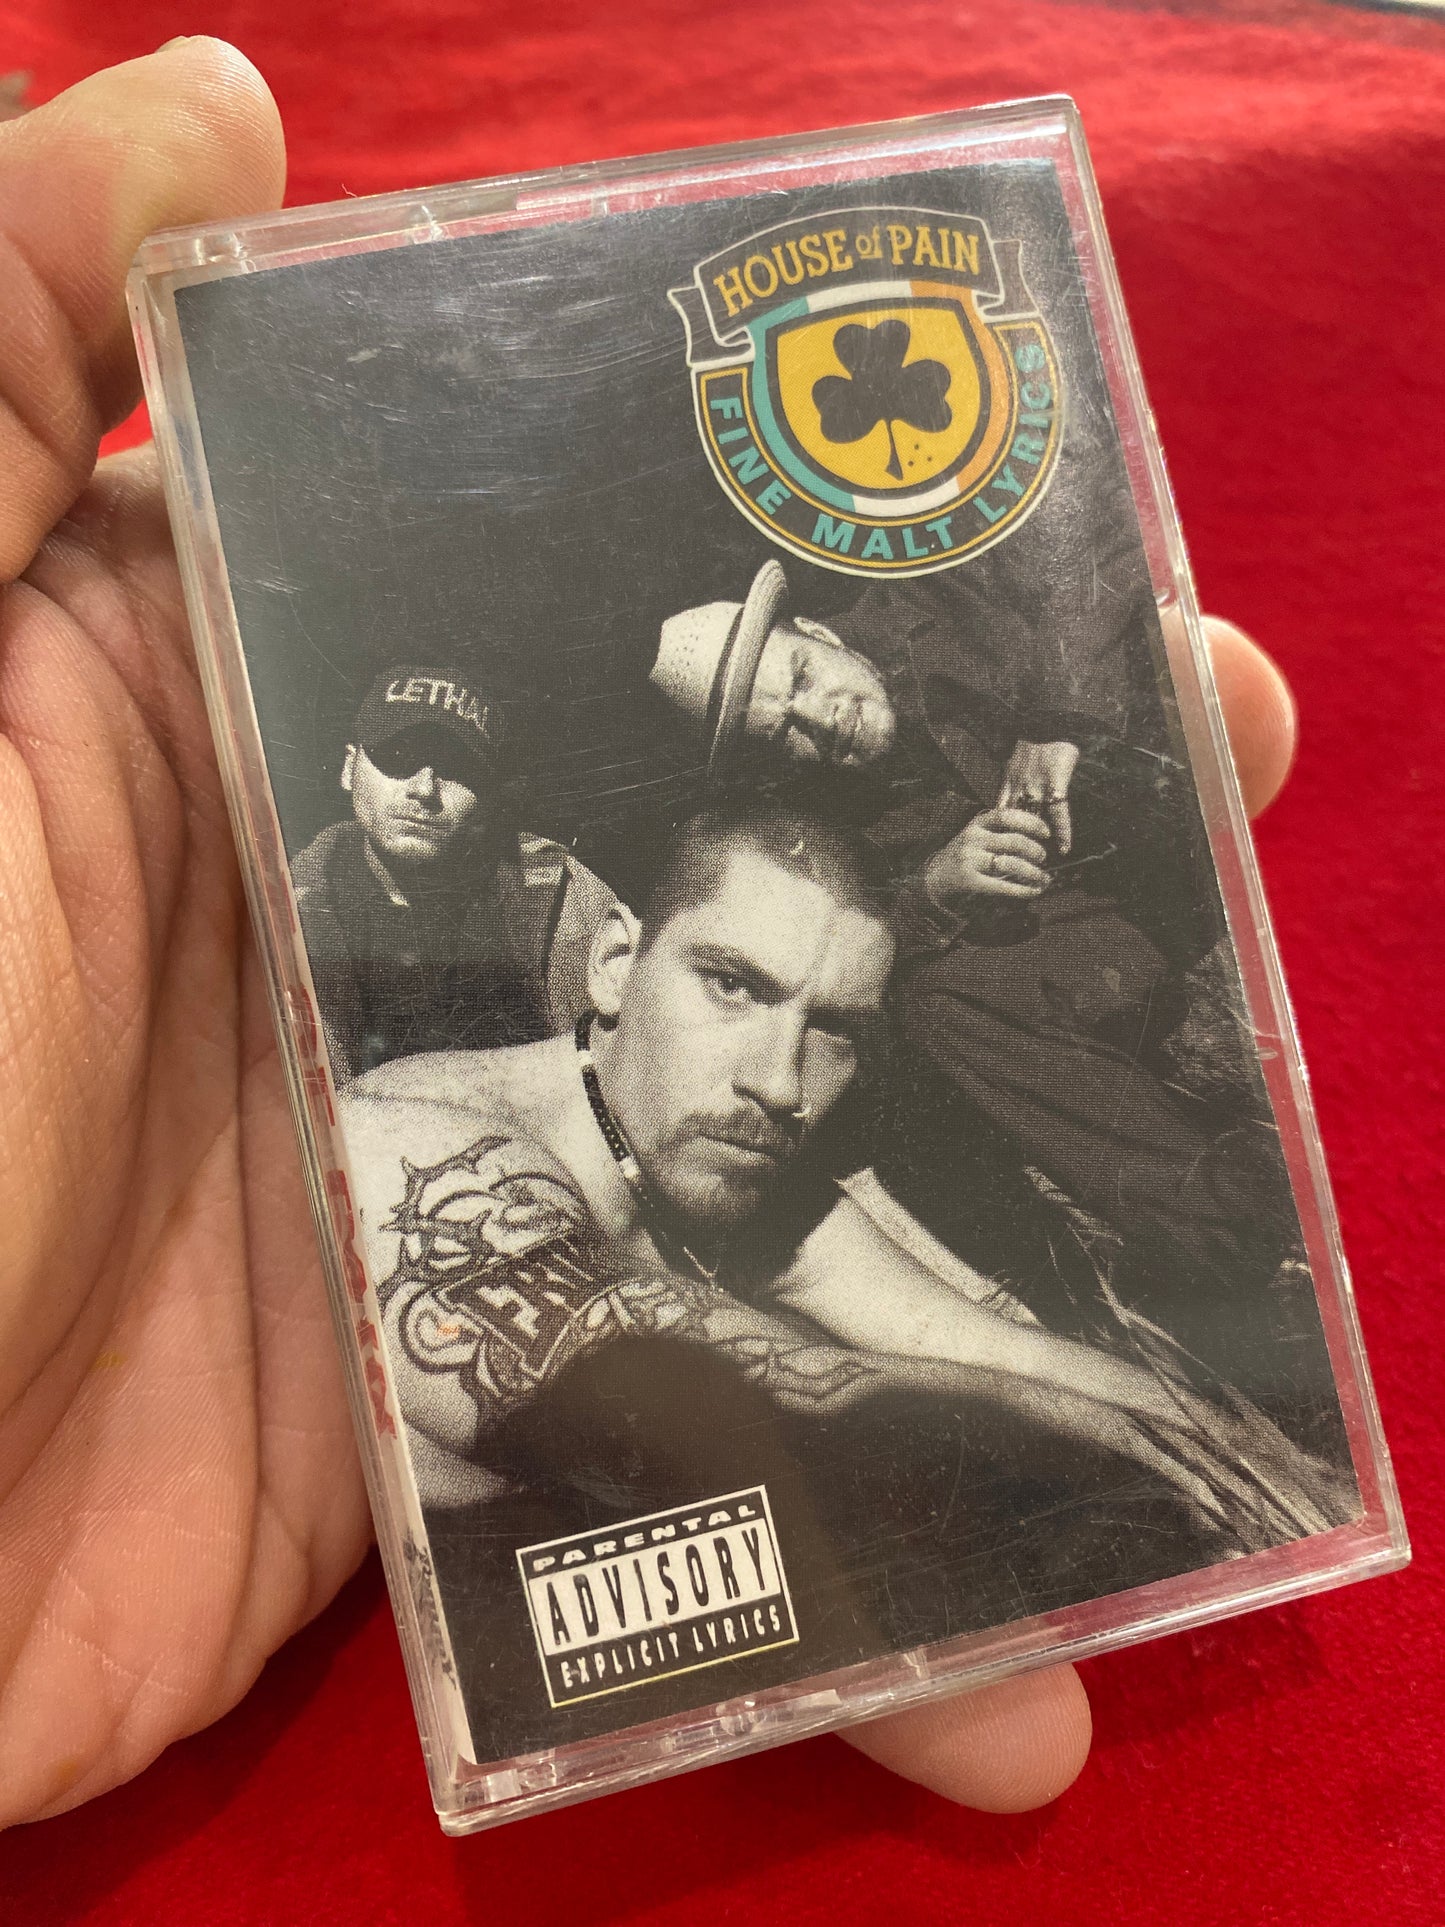 HOUSE of PAIN
FINE MALT LYRICS
LETHAL
PARENTAL
ADVISORY
EXPLICIT LYRICS